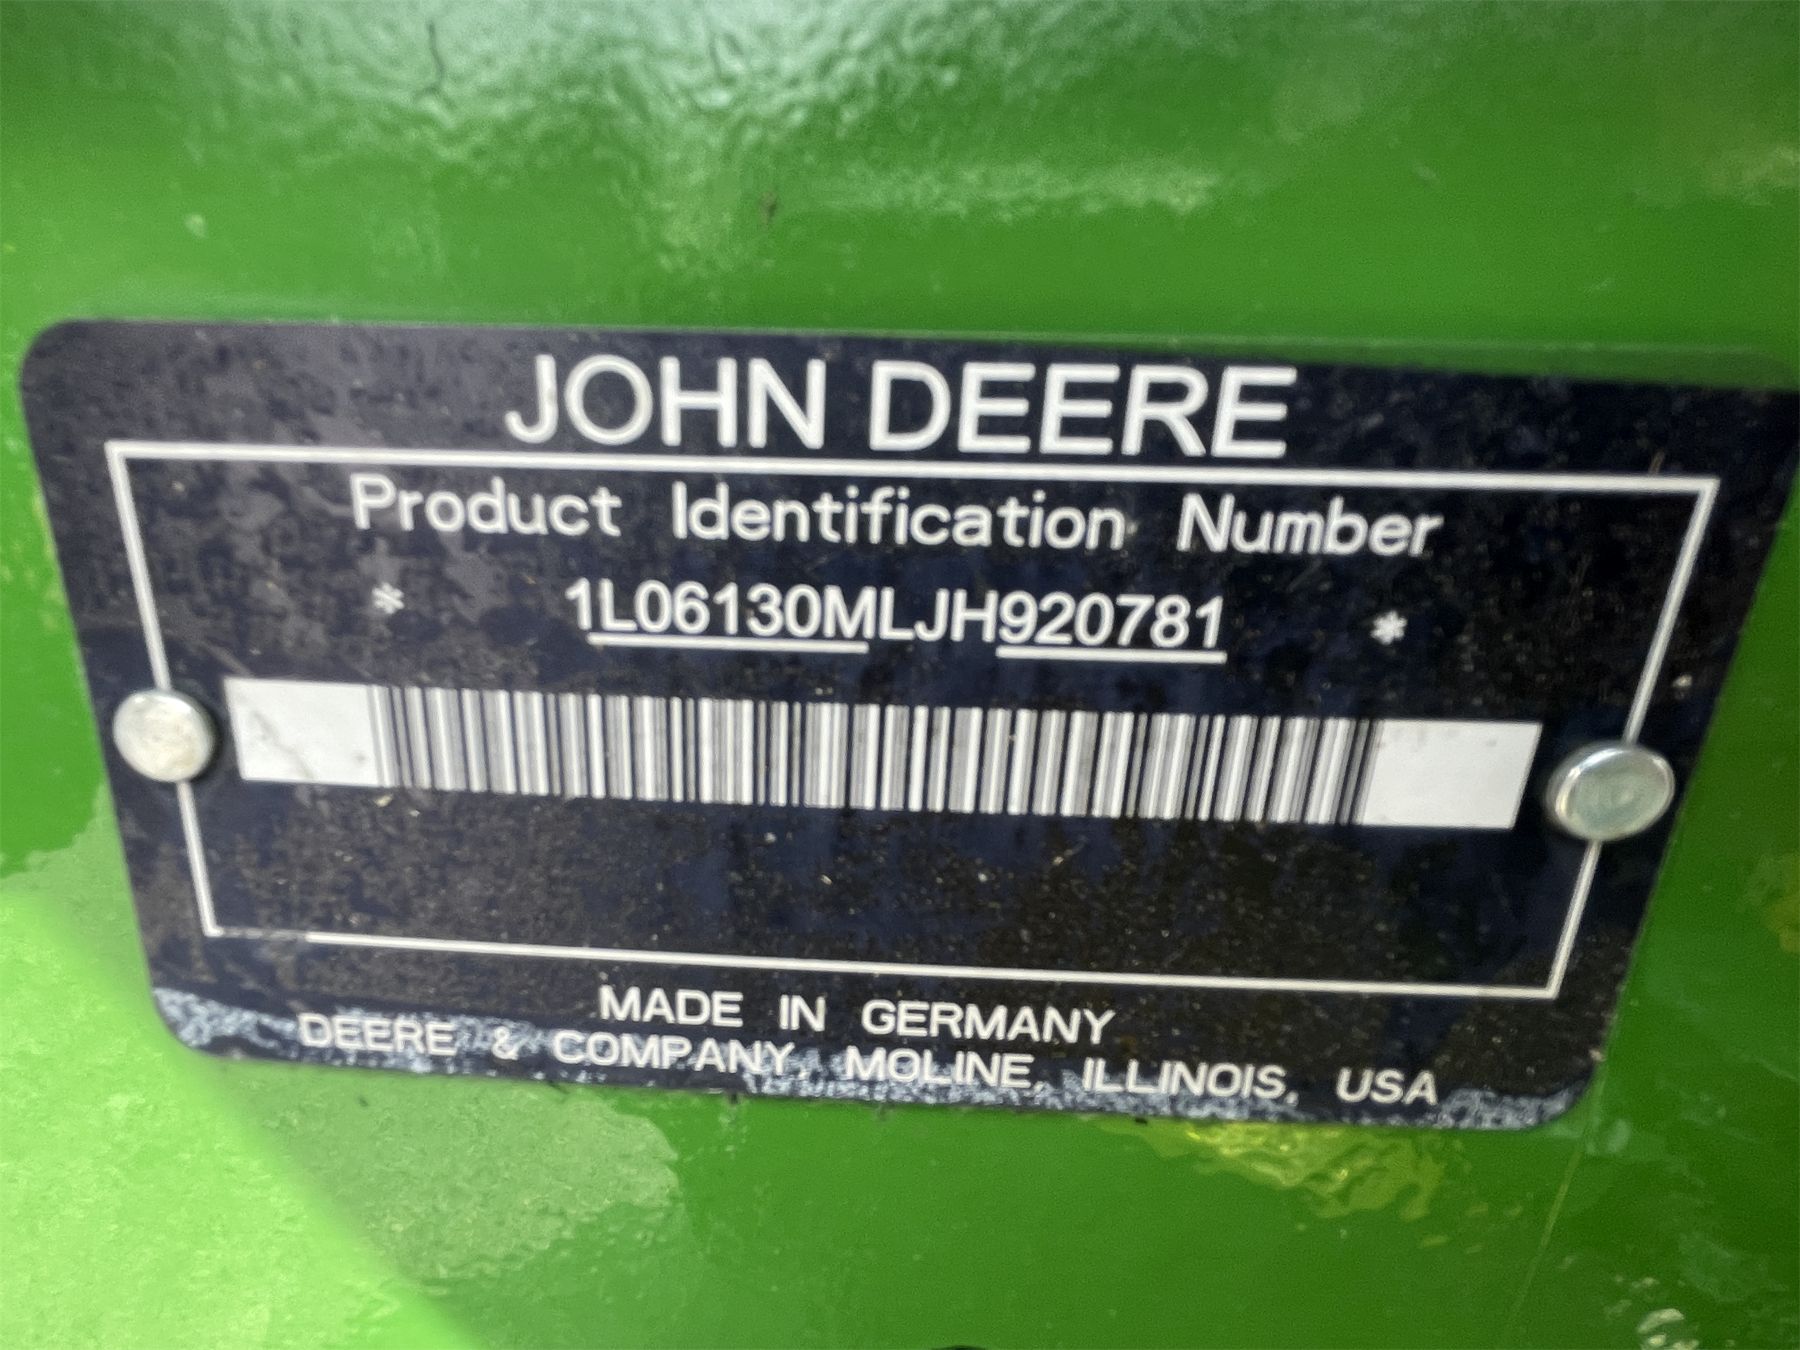 JOHN DEERE
Product Identification Number
* 1L06130MLJH920781 *
MADE IN GERMANY
DEERE & COMPANY, MOLINE, ILLINOIS, USA